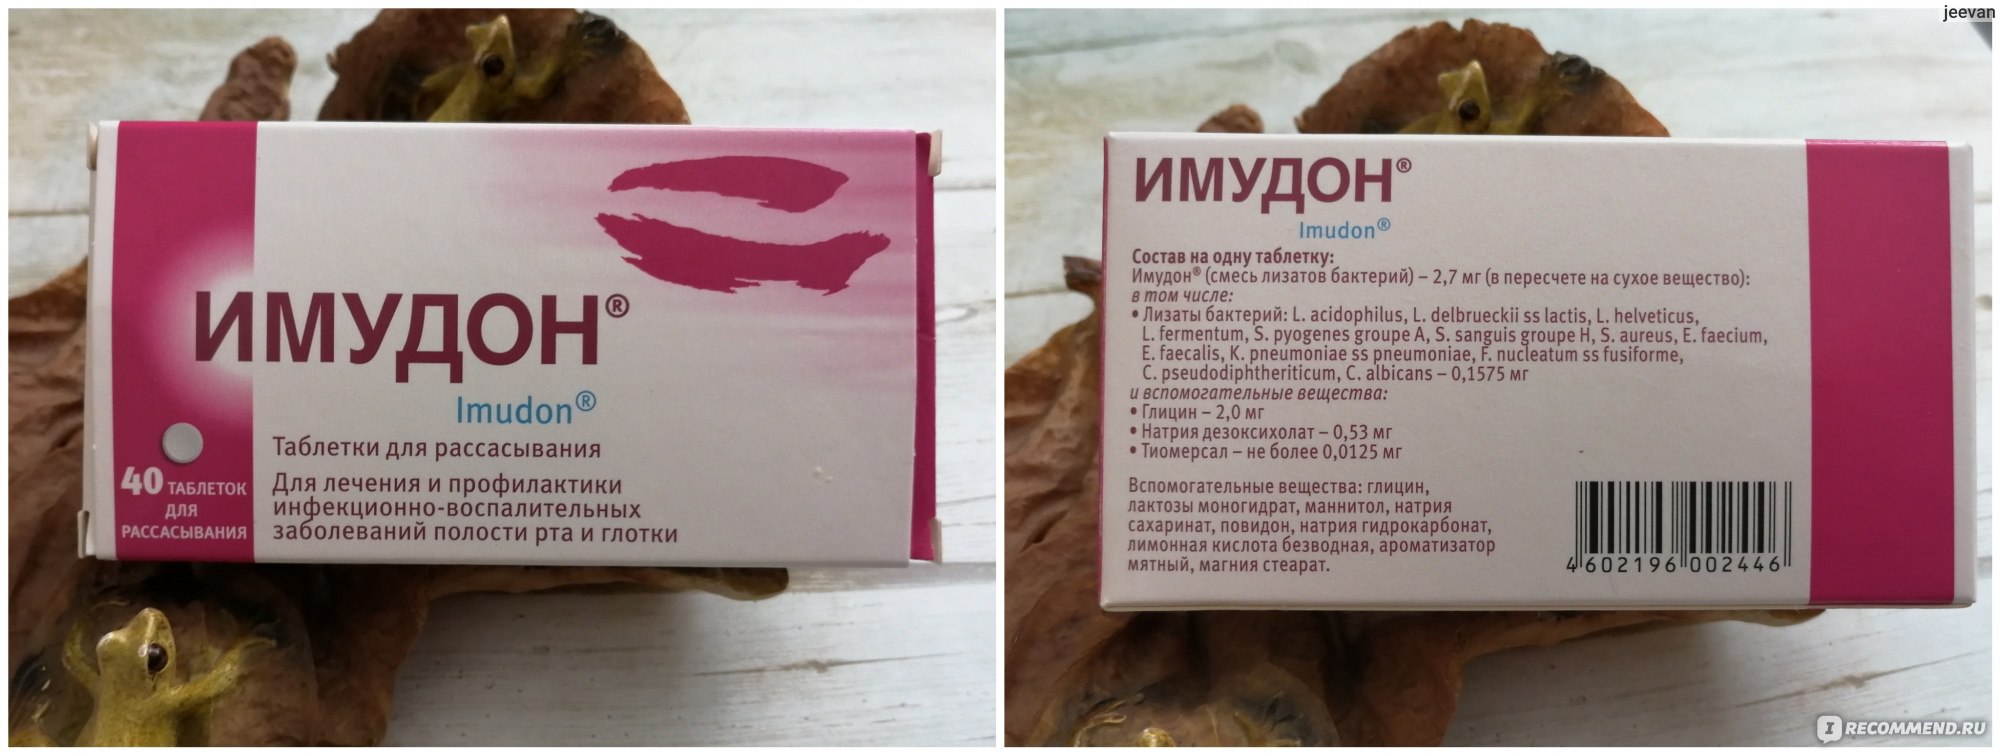 ИМУДОН®
Imudon®
Таблетки для рассасывания
Для лечения и профилактики
инфекционно-воспалительных
заболеваний полости рта и глотки
40 ТАБЛЕТОК
ДЛЯ
РАССАСЫВАНИЯ
jeevan
ИМУДОН®
Imudon®
Состав на одну таблетку:
Имудон® (смесь лизатов бактерий) – 2,7 мг (в пересчете на сухое вещество):
в том числе:
• Лизаты бактерий: L. acidophilus, L. delbrueckii ss lactis, L. helveticus,
L. fermentum, S. pyogenes groupe A, S. sanguis groupe H, S. aureus, E. faecium,
E. faecalis, K. pneumoniae ss pneumoniae, F. nucleatum ss fusiforme,
C. pseudodiphtheriticum, C. albicans – 0,1575 мг
и вспомогательные вещества:
• Глицин – 2,0 мг
• Натрия дезоксихолат – 0,53 мг
• Тиомерсал – не более 0,0125 мг
Вспомогательные вещества: глицин,
лактозы моногидрат, маннитол, натрия
сахаринат, повидон, натрия гидрокарбонат,
лимонная кислота безводная, ароматизатор
мятный, магния стеарат.
4 602196 002446
I RECOMMEND.RU